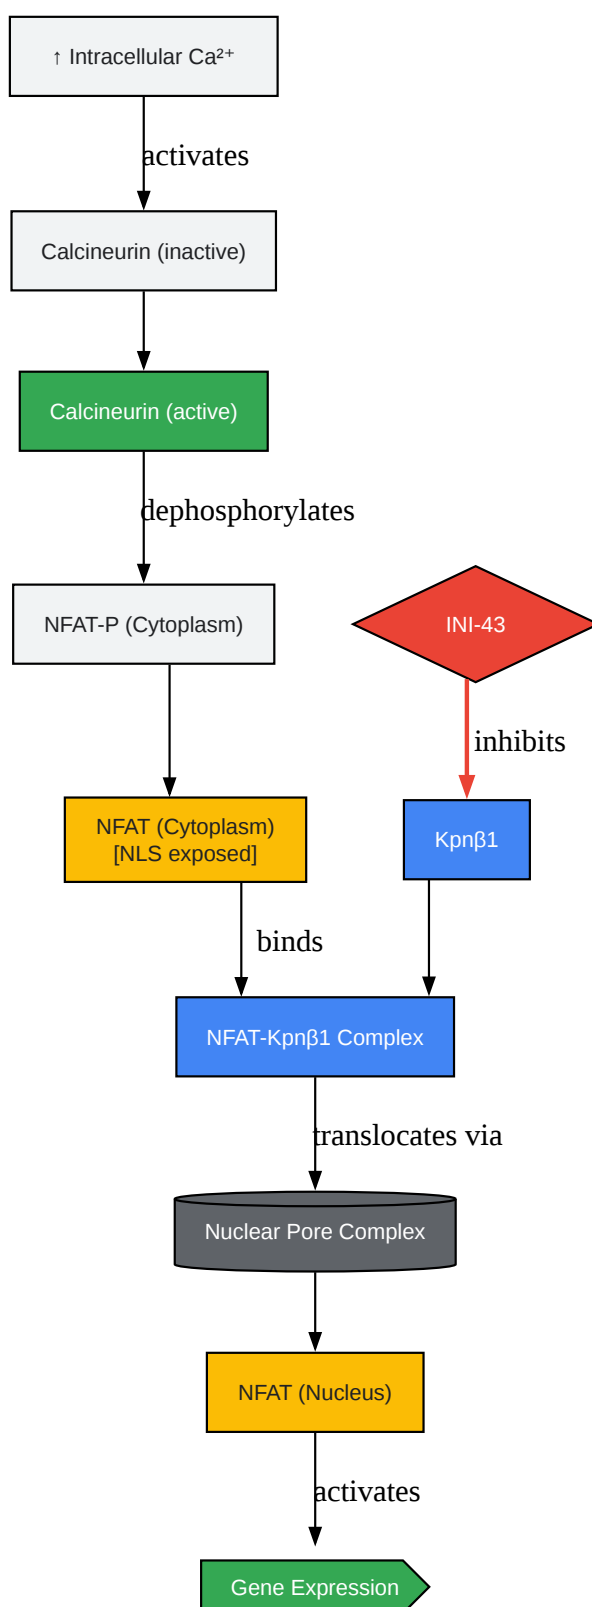 ↑ Intracellular Ca²⁺
activates
Calcineurin (inactive)
Calcineurin (active)
dephosphorylates
NFAT-P (Cytoplasm)
INI-43
inhibits
NFAT (Cytoplasm)
[NLS exposed]
Kpnβ1
binds
NFAT-Kpnβ1 Complex
translocates via
Nuclear Pore Complex
NFAT (Nucleus)
activates
Gene Expression